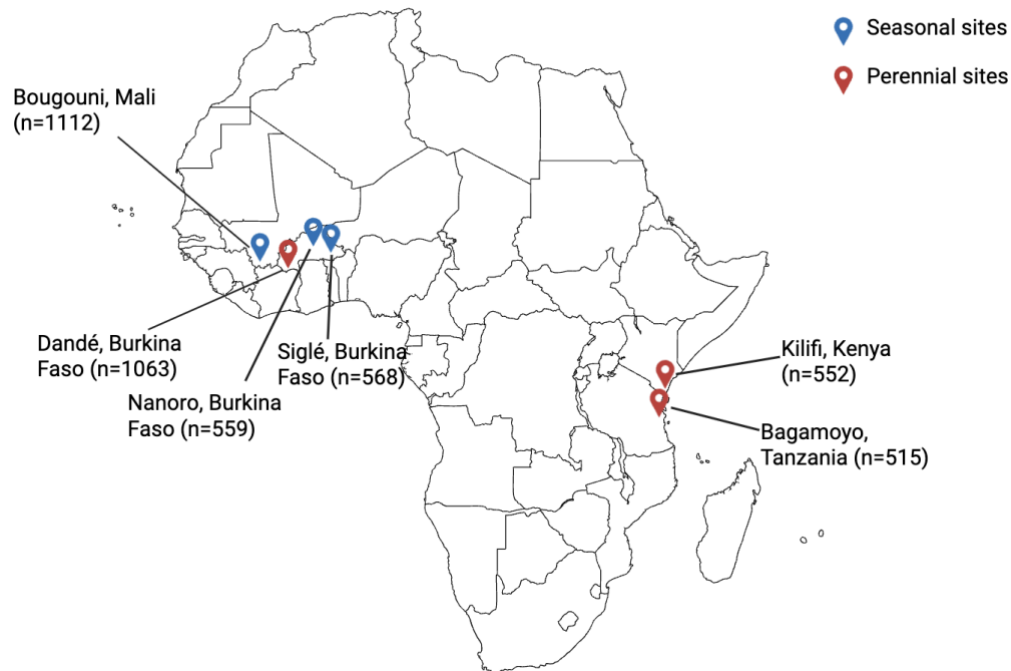 Seasonal sites
Perennial sites
Bougouni, Mali
(n=1112)
Dandé, Burkina
Faso (n=1063)
Nanoro, Burkina
Faso (n=559)
Siglé, Burkina
Faso (n=568)
Kilifi, Kenya
(n=552)
Bagamoyo,
Tanzania (n=515)